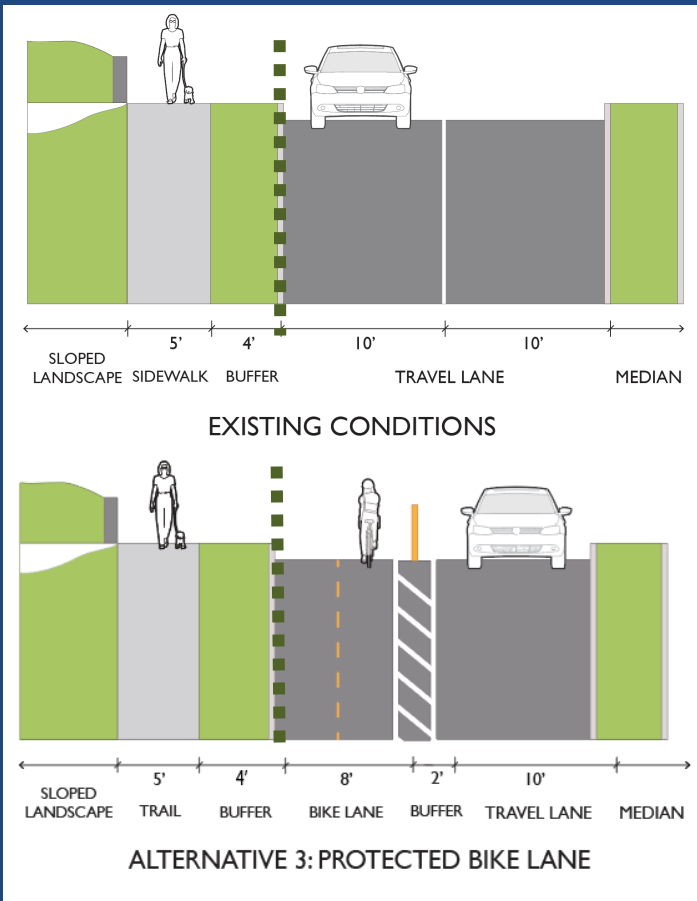 5' 4' 10' 10'
SLOPED LANDSCAPE SIDEWALK BUFFER TRAVEL LANE MEDIAN
EXISTING CONDITIONS
5' 4' 8' 2' 10'
SLOPED LANDSCAPE TRAIL BUFFER BIKE LANE BUFFER TRAVEL LANE MEDIAN
ALTERNATIVE 3: PROTECTED BIKE LANE